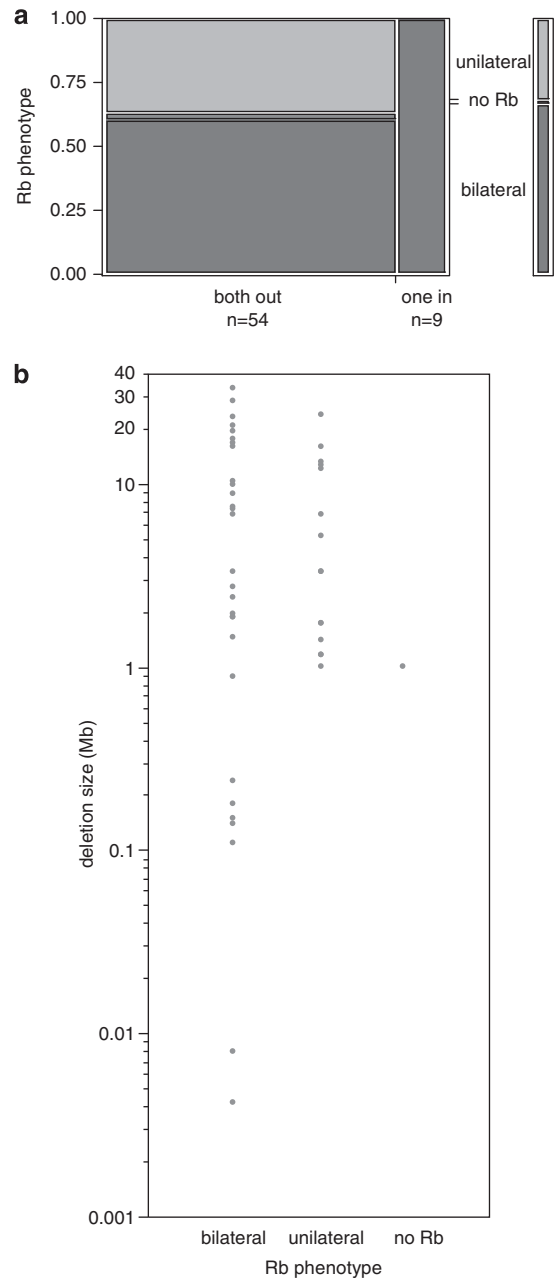 a
Rb phenotype
1.00
0.75
0.50
0.25
0.00
unilateral
no Rb
bilateral
both out
n=54
one in
n=9
b
deletion size (Mb)
40
30
20
10
1
0.1
0.01
0.001
bilateral
unilateral
no Rb
Rb phenotype